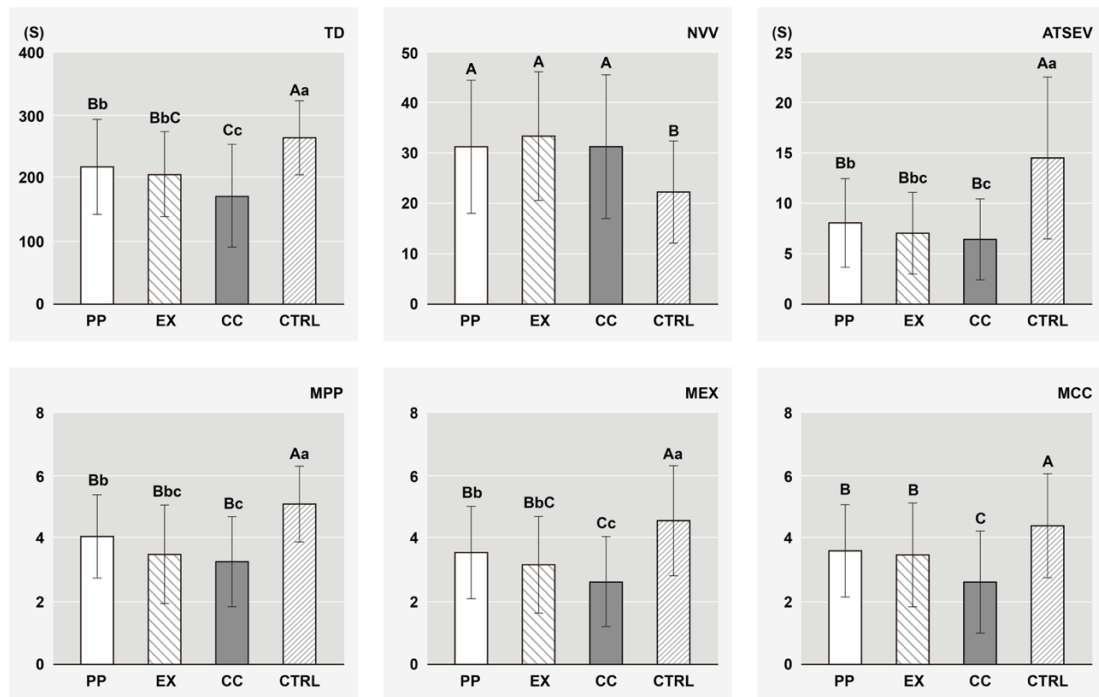 (S) TD
400
300
200
100
0
Bb BbC Cc Aa
PP EX CC CTRL
NVV
50
40
30
20
10
0
A A A B
PP EX CC CTRL
(S) ATSEV
25
20
15
10
5
0
Bb Bbc Bc Aa
PP EX CC CTRL
MPP
8
6
4
2
0
Bb Bbc Bc Aa
PP EX CC CTRL
MEX
8
6
4
2
0
Bb BbC Cc Aa
PP EX CC CTRL
MCC
8
6
4
2
0
B B C A
PP EX CC CTRL